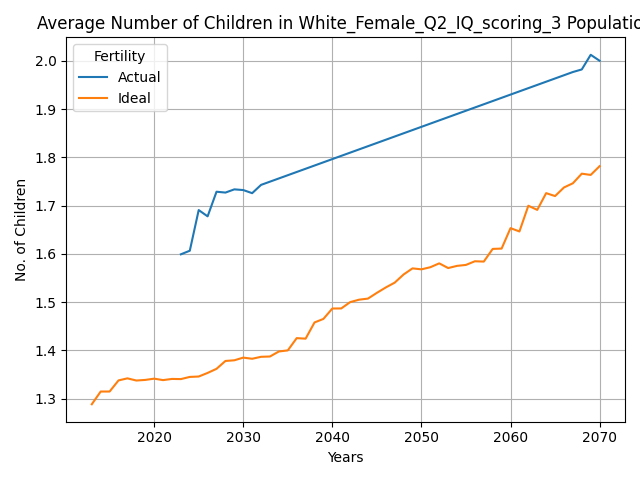 Average Number of Children in White_Female_Q2_IQ_scoring_3 Populatio
Fertility
Actual
Ideal
No. of Children
2.0
1.9
1.8
1.7
1.6
1.5
1.4
1.3
2020 2030 2040 2050 2060 2070
Years